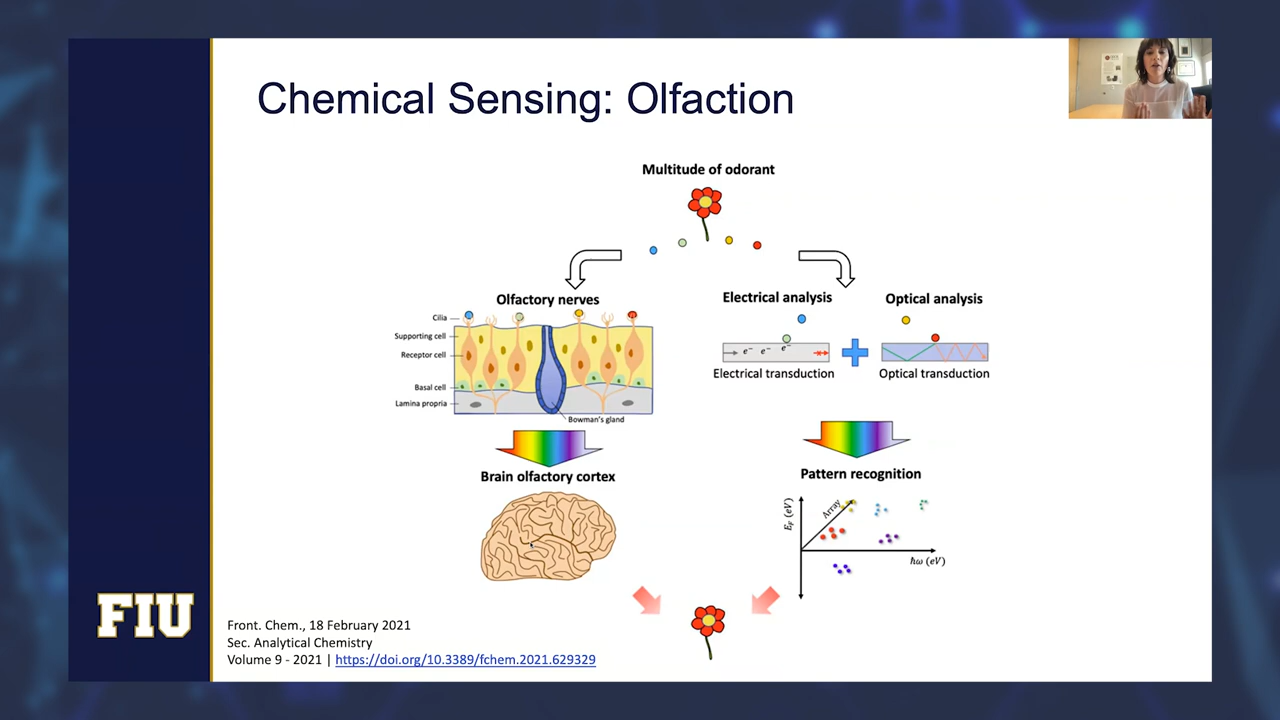 Chemical Sensing: Olfaction
Multitude of odorant
Olfactory nerves
Cilia
Supporting cell
Receptor cell
Basal cell
Lamina propria
Bowman's gland
Brain olfactory cortex
Electrical analysis
Optical analysis
e⁻ e⁻ e⁻
Electrical transduction
Optical transduction
Pattern recognition
E_F (eV)
Array
ħω (eV)
FIU
Front. Chem., 18 February 2021
Sec. Analytical Chemistry
Volume 9 - 2021 | https://doi.org/10.3389/fchem.2021.629329